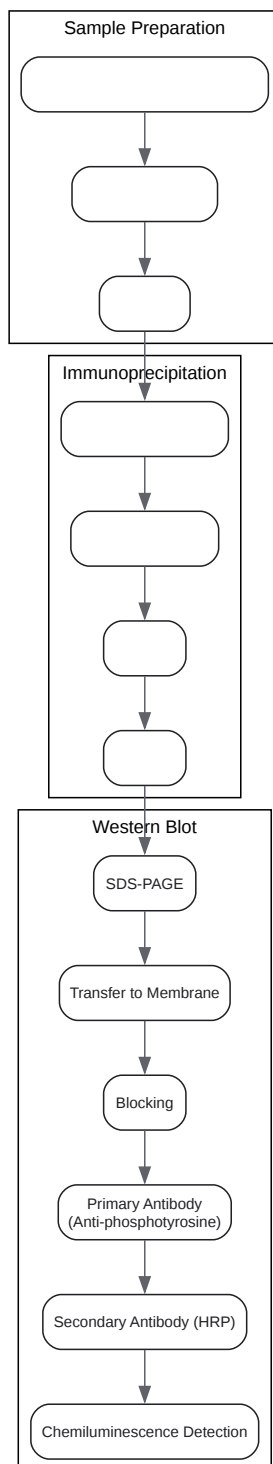 Sample Preparation
Immunoprecipitation
Western Blot
SDS-PAGE
Transfer to Membrane
Blocking
Primary Antibody
(Anti-phosphotyrosine)
Secondary Antibody (HRP)
Chemiluminescence Detection